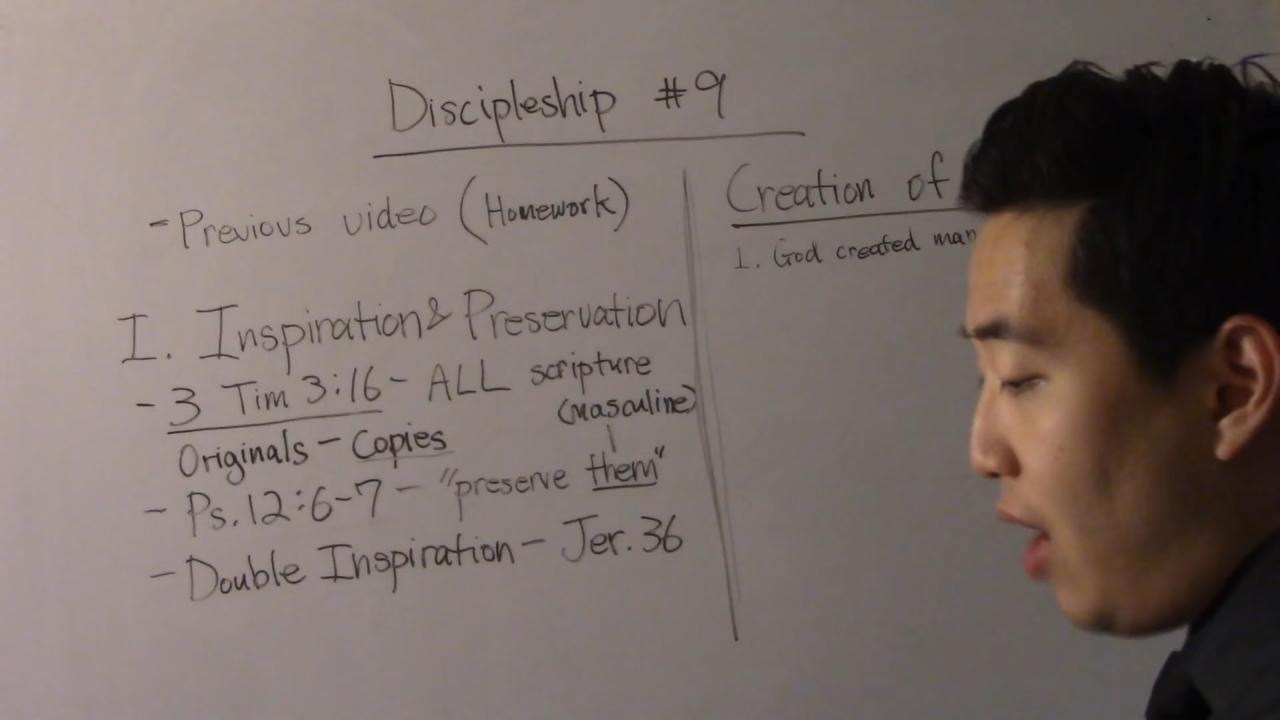 Discipleship #9
- Previous video (Homework)
I. Inspiration & Preservation
- 3 Tim 3:16 - ALL scripture
(masculine)
Originals - Copies
- Ps. 12:6-7 - "preserve them"
- Double Inspiration - Jer. 36
Creation of
1. God created man